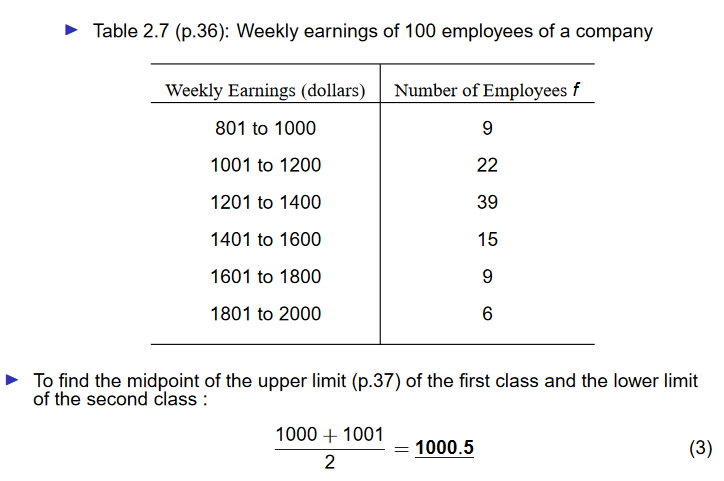 ► Table 2.7 (p.36): Weekly earnings of 100 employees of a company
Weekly Earnings (dollars) Number of Employees f
801 to 1000 9
1001 to 1200 22
1201 to 1400 39
1401 to 1600 15
1601 to 1800 9
1801 to 2000 6
► To find the midpoint of the upper limit (p.37) of the first class and the lower limit
of the second class :
1000 + 1001
2
= 1000.5
(3)